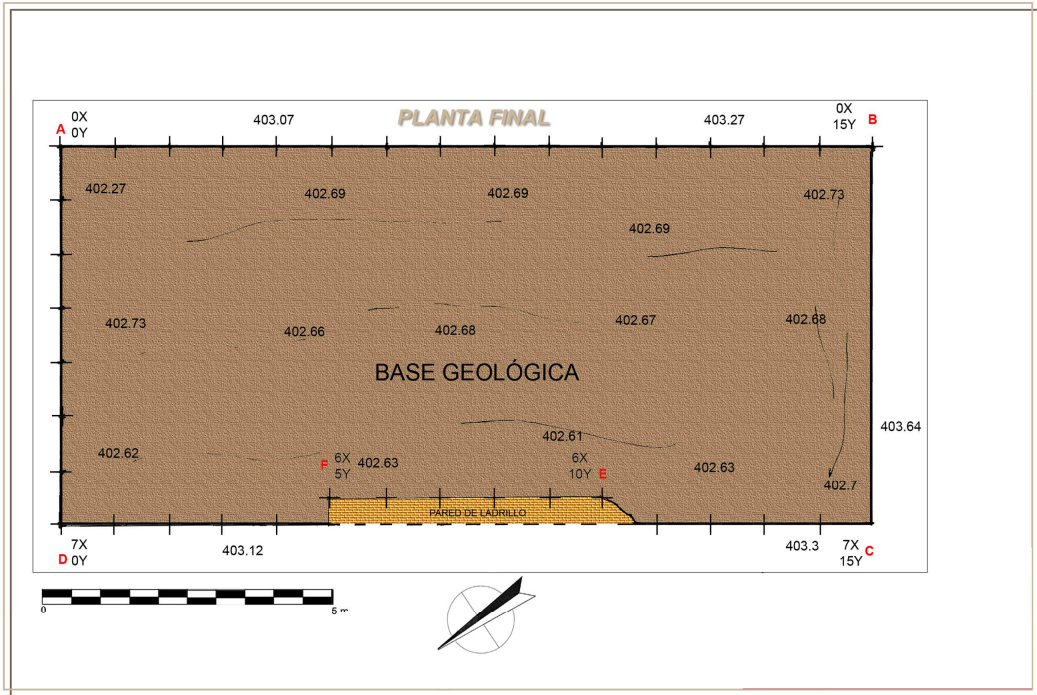 PLANTA FINAL
0X
0Y
A
403.07
403.27
0X
15Y
B
402.27
402.69
402.69
402.73
402.69
402.73
402.66
402.68
402.67
402.68
BASE GEOLÓGICA
403.64
402.61
402.62
F
6X
5Y
402.63
6X
10Y
E
402.63
402.7
PARED DE LADRILLO
7X
0Y
D
403.12
403.3
7X
15Y
C
0
5 m